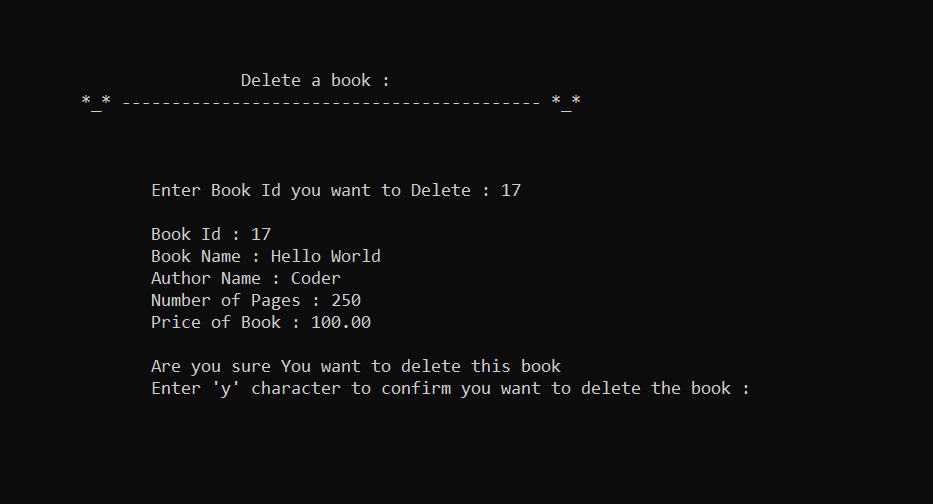 Delete a book :
*_* ------------------------------------------ *_*
Enter Book Id you want to Delete : 17
Book Id : 17
Book Name : Hello World
Author Name : Coder
Number of Pages : 250
Price of Book : 100.00
Are you sure You want to delete this book
Enter 'y' character to confirm you want to delete the book :